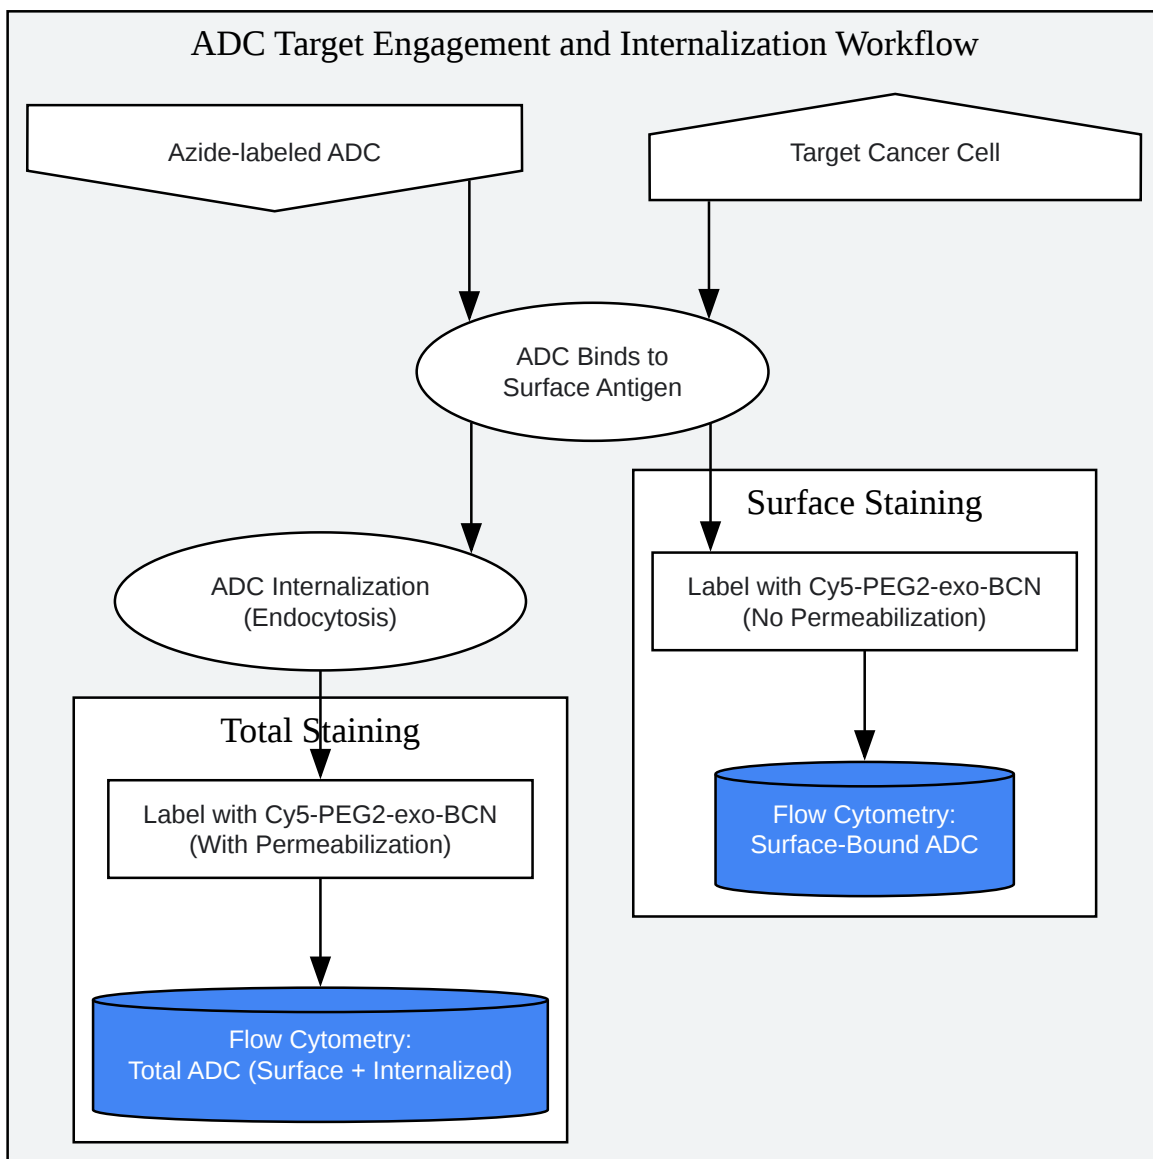 ADC Target Engagement and Internalization Workflow
Azide-labeled ADC
Target Cancer Cell
ADC Binds to
Surface Antigen
Surface Staining
Label with Cy5-PEG2-exo-BCN
(No Permeabilization)
Flow Cytometry:
Surface-Bound ADC
ADC Internalization
(Endocytosis)
Total Staining
Label with Cy5-PEG2-exo-BCN
(With Permeabilization)
Flow Cytometry:
Total ADC (Surface + Internalized)